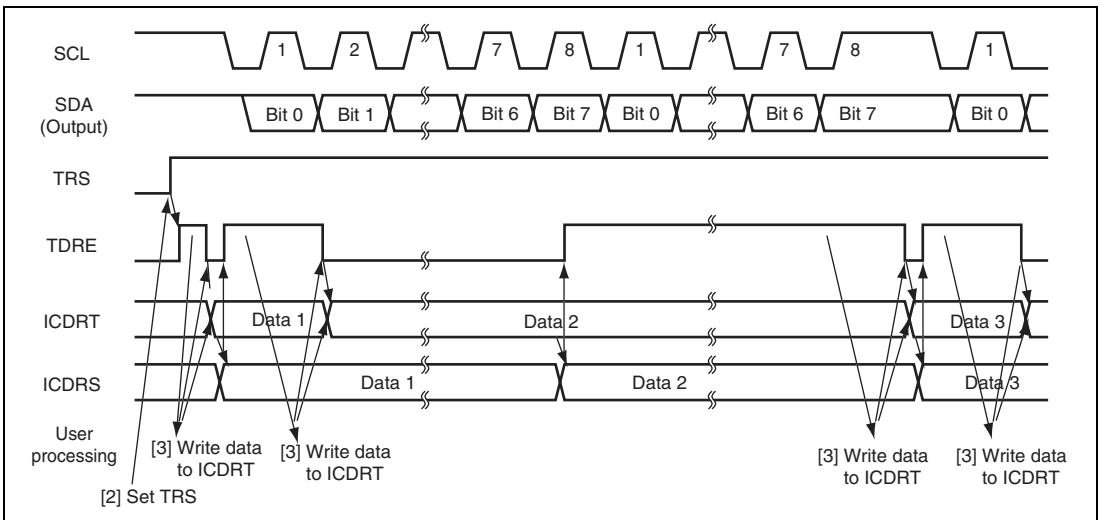 SCL 1 2 7 8 1 7 8 1
SDA
(Output)
Bit 0 Bit 1 Bit 6 Bit 7 Bit 0 Bit 6 Bit 7 Bit 0
TRS
TDRE
ICDRT Data 1 Data 2 Data 3
ICDRS Data 1 Data 2 Data 3
User
processing
[3] Write data
to ICDRT
[3] Write data
to ICDRT
[3] Write data
to ICDRT
[3] Write data
to ICDRT
[2] Set TRS